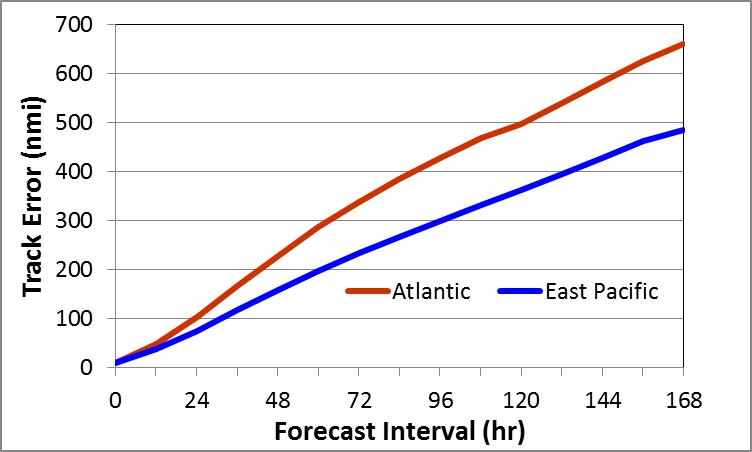 700
600
500
400
300
200
100
0
Track Error (nmi)
Atlantic East Pacific
0 24 48 72 96 120 144 168
Forecast Interval (hr)